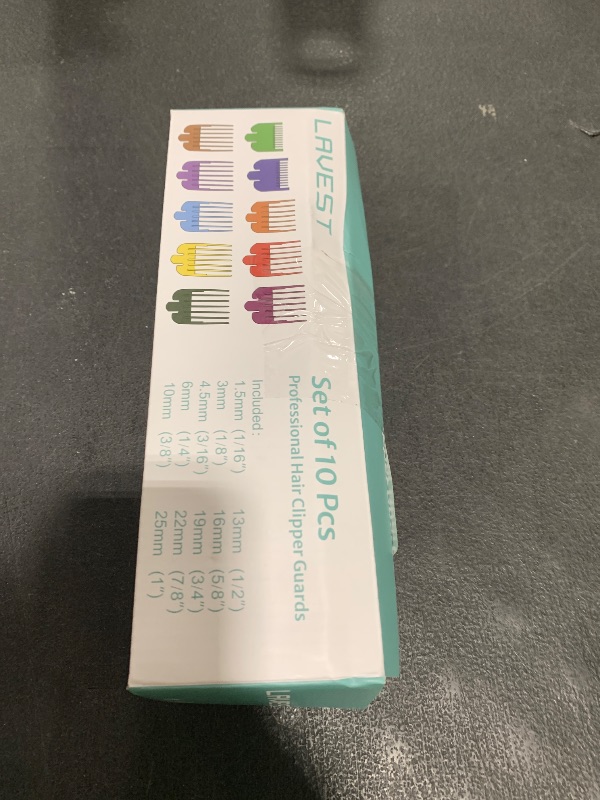 LAVEST
Set of 10 Pcs
Professional Hair Clipper Guards
Included:
1.5mm (1/16") 13mm (1/2")
3mm (1/8") 16mm (5/8")
4.5mm (3/16") 19mm (3/4")
6mm (1/4") 22mm (7/8")
10mm (3/8") 25mm (1")